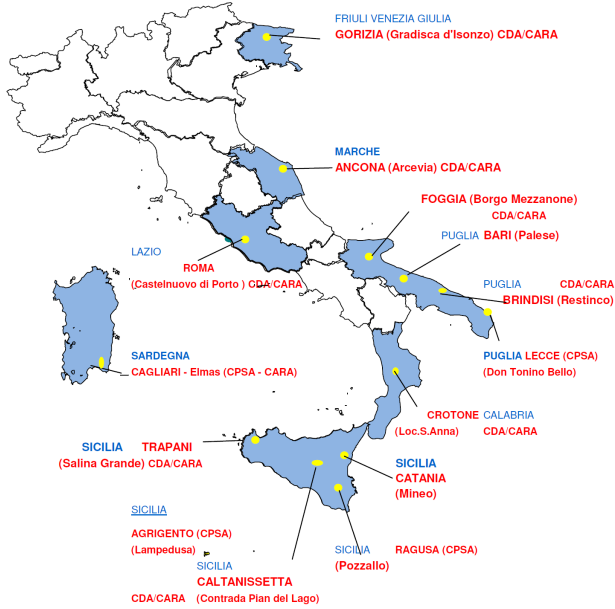 FRIULI VENEZIA GIULIA
GORIZIA (Gradisca d'Isonzo) CDA/CARA
MARCHE
ANCONA (Arcevia) CDA/CARA
FOGGIA (Borgo Mezzanone)
CDA/CARA
PUGLIA BARI (Palese)
LAZIO
ROMA
(Castelnuovo di Porto ) CDA/CARA
PUGLIA CDA/CARA
BRINDISI (Restinco)
SARDEGNA
CAGLIARI - Elmas (CPSA - CARA)
PUGLIA LECCE (CPSA)
(Don Tonino Bello)
CROTONE CALABRIA
(Loc.S.Anna) CDA/CARA
SICILIA TRAPANI
(Salina Grande) CDA/CARA
SICILIA
CATANIA
(Mineo)
SICILIA
AGRIGENTO (CPSA)
(Lampedusa)
SICILIA RAGUSA (CPSA)
(Pozzallo)
SICILIA
CALTANISSETTA
CDA/CARA (Contrada Pian del Lago)